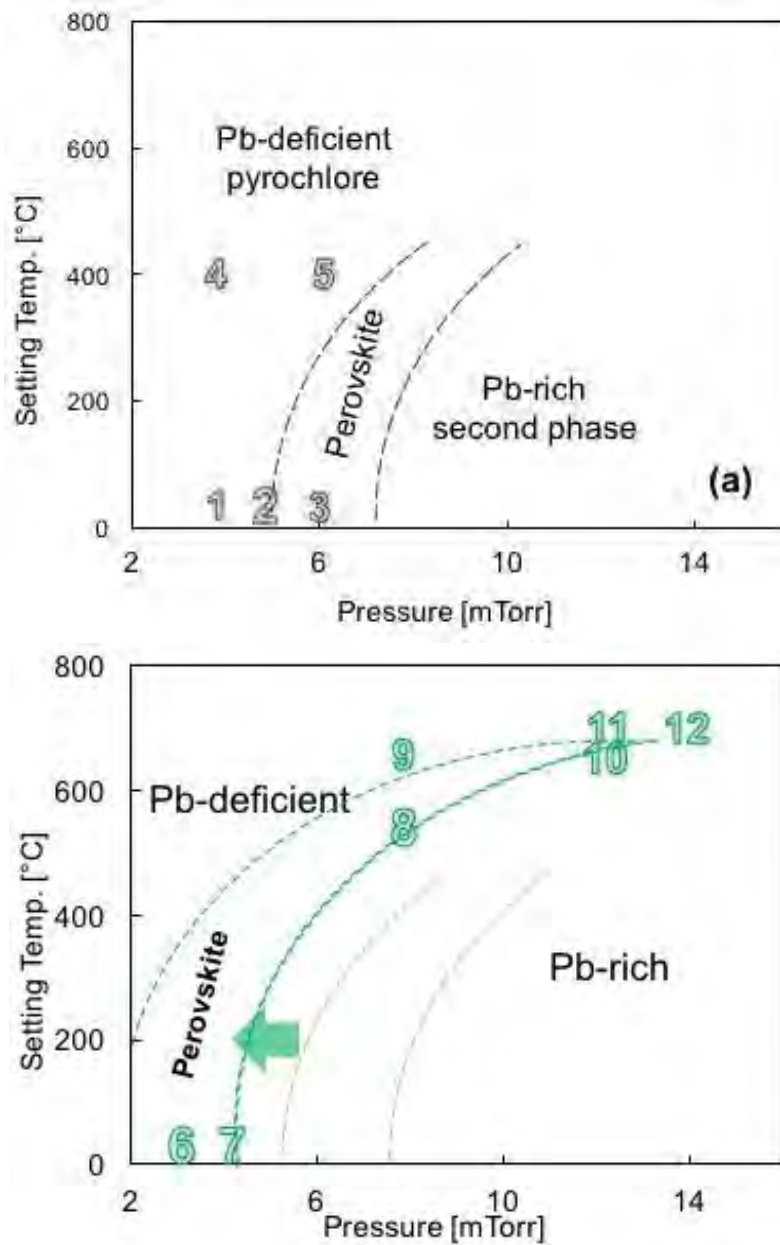 800
600
400
200
0
Setting Temp. [°C]
Pb-deficient
pyrochlore
4
5
Perovskite
Pb-rich
second phase
1
2
3
(a)
2
6
10
14
Pressure [mTorr]
800
600
400
200
0
Setting Temp. [°C]
9
11
12
10
Pb-deficient
8
Perovskite
Pb-rich
6
7
2
6
10
14
Pressure [mTorr]